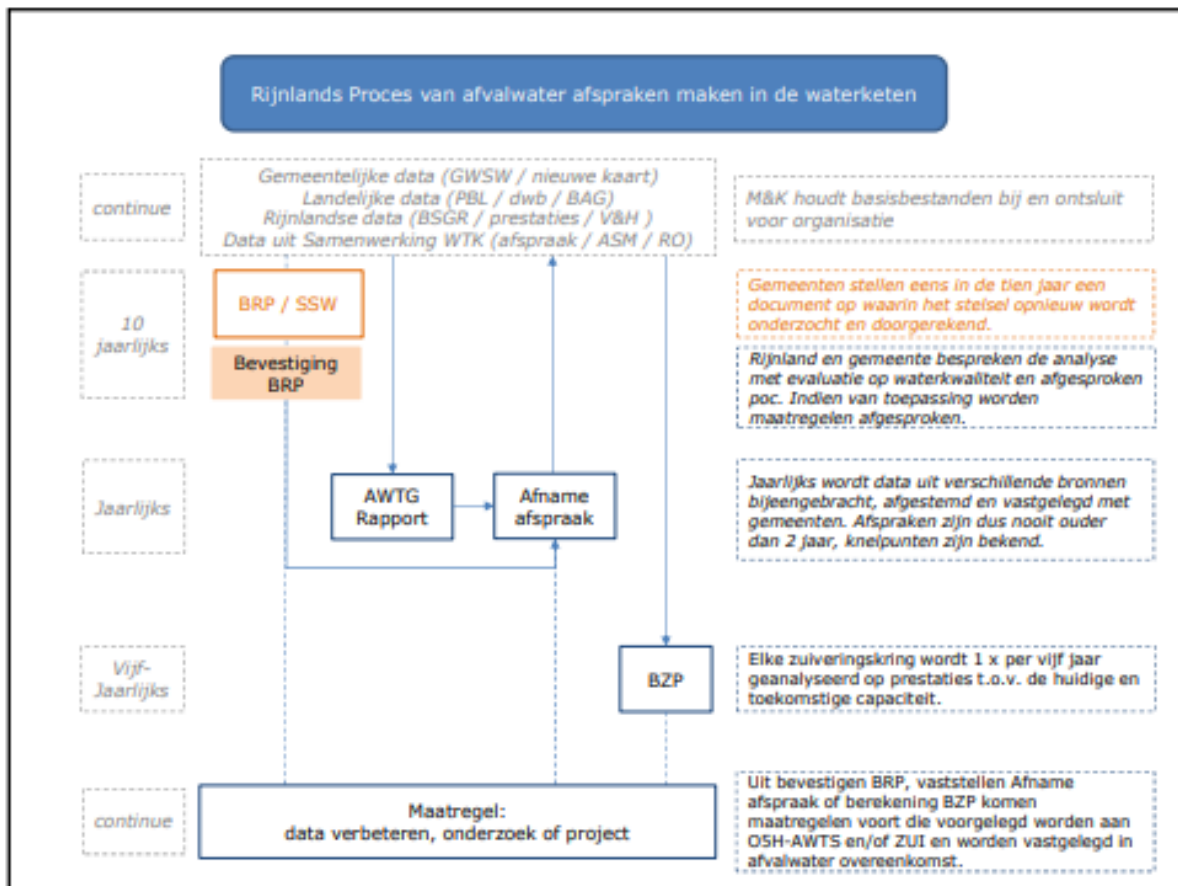 Rijnlands Proces van afvalwater afspraken maken in de waterketen
continue
Gemeentelijke data (GWSW / nieuwe kaart)
Landelijke data (PBL / dwb / BAG)
Rijnlandse data (BSGR / prestaties / V&H )
Data uit Samenwerking WTK (afspraak / ASM / RO)
M&K houdt basisbestanden bij en ontsluit
voor organisatie
10
jaarlijks
BRP / SSW
Bevestiging
BRP
Gemeenten stellen eens in de tien jaar een
document op waarin het stelsel opnieuw wordt
onderzocht en doorgerekend.
Rijnland en gemeente bespreken de analyse
met evaluatie op waterkwaliteit en afgesproken
poc. Indien van toepassing worden
maatregelen afgesproken.
Jaarlijks
AWTG
Rapport
Afname
afspraak
Jaarlijks wordt data uit verschillende bronnen
bijeengebracht, afgestemd en vastgelegd met
gemeenten. Afspraken zijn dus nooit ouder
dan 2 jaar, knelpunten zijn bekend.
Vijf-
Jaarlijks
BZP
Elke zuiveringskring wordt 1 x per vijf jaar
geanalyseerd op prestaties t.o.v. de huidige en
toekomstige capaciteit.
continue
Maatregel:
data verbeteren, onderzoek of project
Uit bevestigen BRP, vaststellen Afname
afspraak of berekening BZP komen
maatregelen voort die voorgelegd worden aan
O5H-AWTS en/of ZUI en worden vastgelegd in
afvalwater overeenkomst.